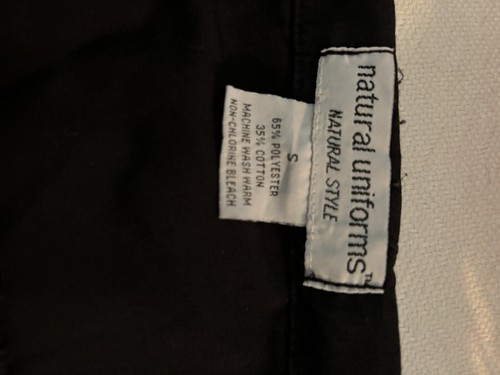 natural uniforms™
NATURAL STYLE
S
65% POLYESTER
35% COTTON
MACHINE WASH WARM
NON-CHLORINE BLEACH